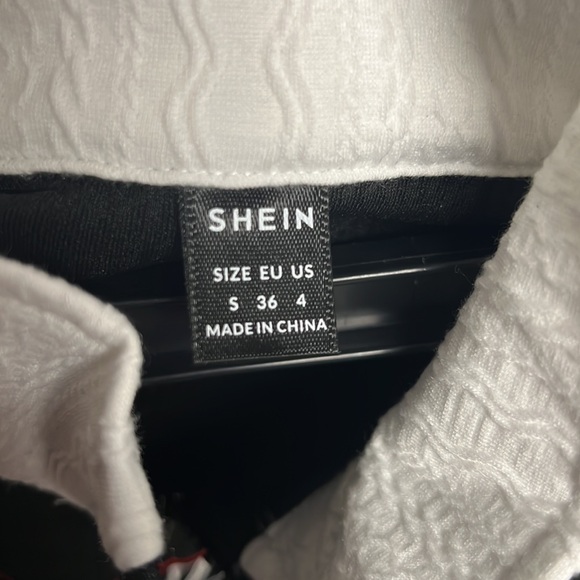 SHEIN
SIZE EU US
S 36 4
MADE IN CHINA